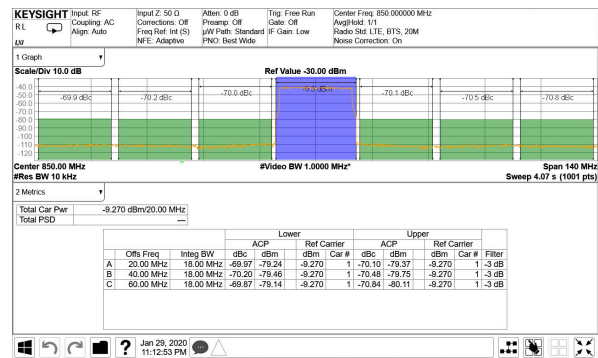 KEYSIGHT Input: RF Input Z: 50 Ω Atten: 0 dB Trig: Free Run Center Freq: 850.000000 MHz
RL Coupling: AC Corrections: Off Preamp: Off Gate: Off Avg|Hold: 1/1
Align: Auto Freq Ref: Int (S) µW Path: Standard IF Gain: Low Radio Std: LTE, BTS, 20M
LXI NFE: Adaptive PNO: Best Wide Noise Correction: On
1 Graph
Scale/Div 10.0 dB Ref Value -30.00 dBm
-40.0
-50.0
-60.0
-70.0
-80.0
-90.0
-100
-110
-120
-69.9 dBc -70.2 dBc -70.0 dBc -70.1 dBc -70.5 dBc -70.8 dBc
Center 850.00 MHz #Video BW 1.0000 MHz* Span 140 MHz
#Res BW 10 kHz Sweep 4.07 s (1001 pts)
2 Metrics
Total Car Pwr -9.270 dBm/20.00 MHz
Total PSD ---
Lower Upper
ACP Ref Carrier ACP Ref Carrier
Offs Freq Integ BW dBc dBm dBm Car # dBc dBm dBm Car # Filter
A 20.00 MHz 18.00 MHz -69.97 -79.24 -9.270 1 -70.10 -79.37 -9.270 1 -3 dB
B 40.00 MHz 18.00 MHz -70.20 -79.46 -9.270 1 -70.48 -79.75 -9.270 1 -3 dB
C 60.00 MHz 18.00 MHz -69.87 -79.14 -9.270 1 -70.84 -80.11 -9.270 1 -3 dB
? Jan 29, 2020
11:12:53 PM